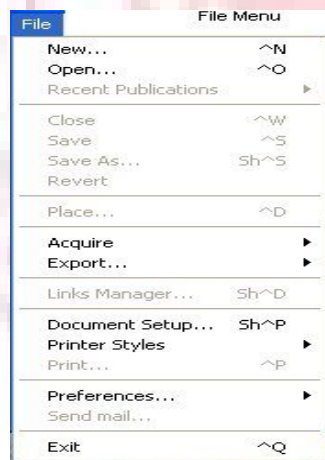 File File Menu
New... ^N
Open... ^O
Recent Publications
Close ^W
Save ^S
Save As... Sh^S
Revert
Place... ^D
Acquire
Export...
Links Manager... Sh^D
Document Setup... Sh^P
Printer Styles
Print... ^P
Preferences...
Send mail...
Exit ^Q